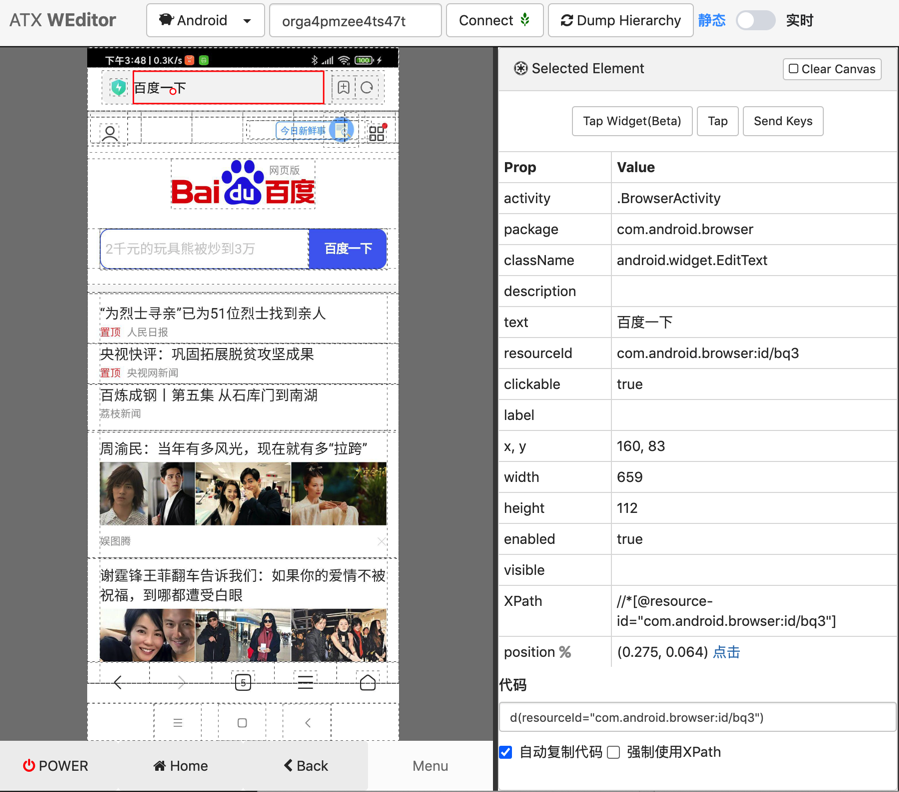 ATX WEditor
Android
orga4pmzee4ts47t
Connect
Dump Hierarchy
静态
实时
下午3:48 | 0.3K/s
100
百度一下
今日新鲜事
网页版
Bai du 百度
2千元的玩具熊被炒到3万
百度一下
“为烈士寻亲”已为51位烈士找到亲人
置顶 人民日报
央视快评：巩固拓展脱贫攻坚成果
置顶 央视网新闻
百炼成钢丨第五集 从石库门到南湖
荔枝新闻
周渝民：当年有多风光，现在就有多“拉跨”
娱图腾
谢霆锋王菲翻车告诉我们：如果你的爱情不被
祝福，到哪都遭受白眼
5
POWER
Home
Back
Menu
Selected Element
Clear Canvas
Tap Widget(Beta)
Tap
Send Keys
Prop Value
activity .BrowserActivity
package com.android.browser
className android.widget.EditText
description
text 百度一下
resourceId com.android.browser:id/bq3
clickable true
label
x, y 160, 83
width 659
height 112
enabled true
visible
XPath //*[@resource-
id="com.android.browser:id/bq3"]
position % (0.275, 0.064) 点击
代码
d(resourceId="com.android.browser:id/bq3")
自动复制代码 强制使用XPath